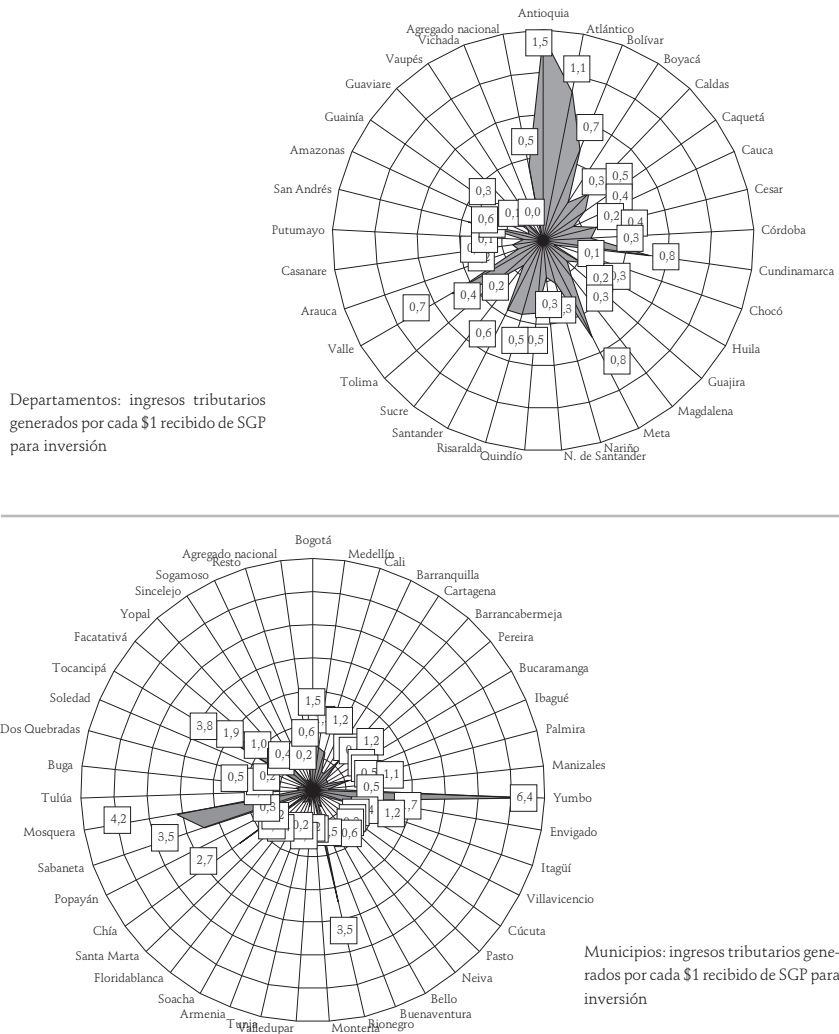 Antioquia
Agregado nacional
Atlántico
Vichada
Bolívar
Vaupés
Boyacá
Guaviare
Caldas
Guainía
Caquetá
Amazonas
Cauca
San Andrés
Cesar
Putumayo
Córdoba
Casanare
Cundinamarca
Arauca
Chocó
Valle
Huila
Tolima
Guajira
Sucre
Magdalena
Santander
Meta
Risaralda
Nariño
Quindío
N. de Santander
1,5
1,1
0,7
0,5
0,3
0,5
0,4
0,3
0,2
0,4
0,1
0,0
0,6
0,3
0,1
0,1
0,8
0,2
0,3
0,2
0,4
0,3
0,7
0,3
0,6
0,5
0,5
0,8
Departamentos: ingresos tributarios
generados por cada $1 recibido de SGP
para inversión
Bogotá
Agregado nacional
Medellín
Resto
Cali
Sogamoso
Barranquilla
Sincelejo
Cartagena
Yopal
Barrancabermeja
Facatativá
Pereira
Tocancipá
Bucaramanga
Soledad
Ibagué
Dos Quebradas
Palmira
Buga
Manizales
Tulúa
Yumbo
Mosquera
Envigado
Sabaneta
Itagüí
Popayán
Villavicencio
Chía
Cúcuta
Santa Marta
Pasto
Floridablanca
Neiva
Soacha
Bello
Armenia
Buenaventura
Tunja
Rionegro
Valledupar
Montería
1,5
1,2
3,8
1,9
0,6
1,2
1,0
0,4
0,2
0,5
0,2
0,5
1,1
0,5
6,4
4,2
0,3
1,2
3,5
0,2
0,6
2,7
3,5
Municipios: ingresos tributarios gene-
rados por cada $1 recibido de SGP para
inversión